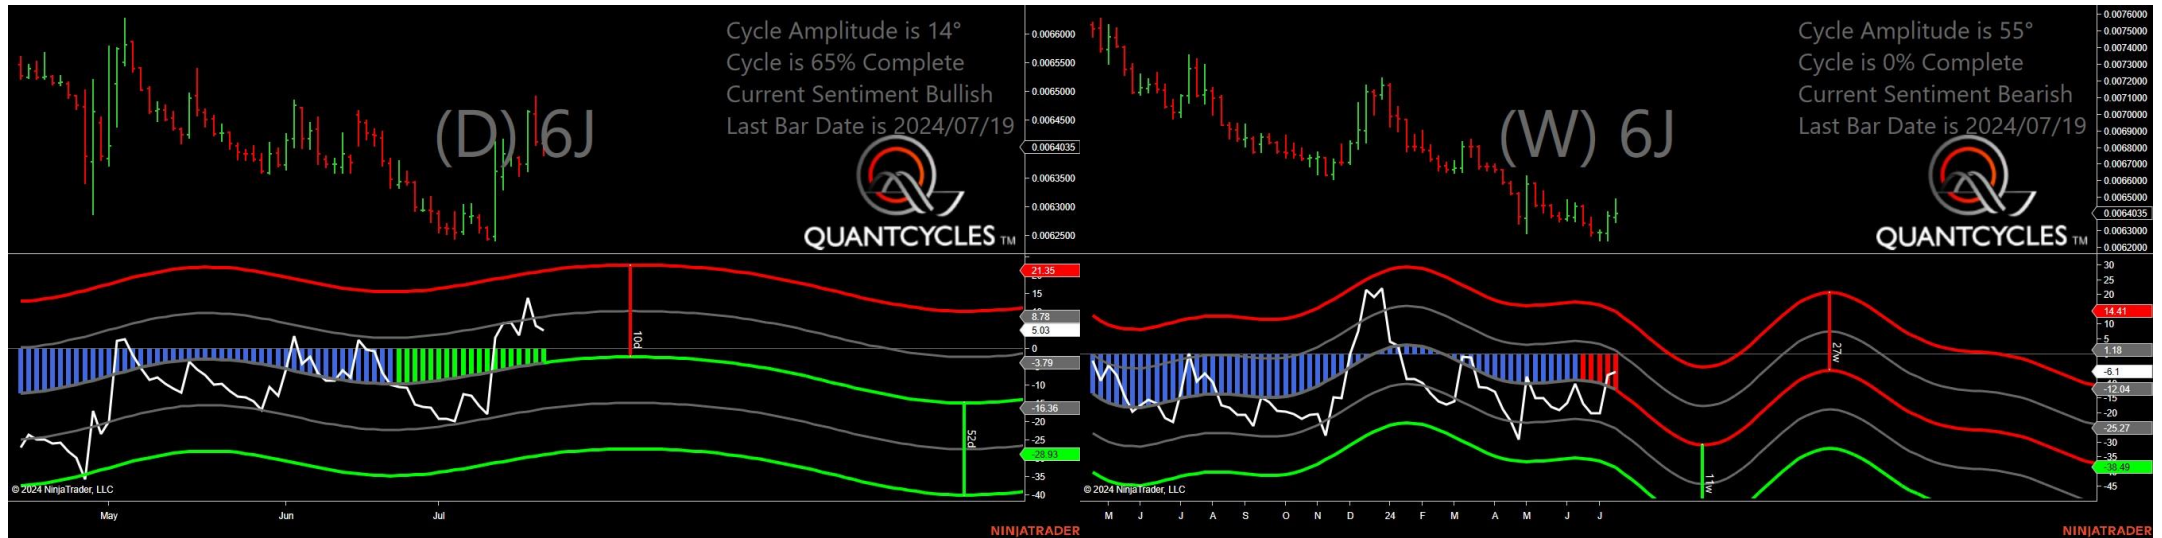 Cycle Amplitude is 14°
Cycle is 65% Complete
Current Sentiment Bullish
Last Bar Date is 2024/07/19
(D) 6J
QUANTCYCLES TM
0.0066000
0.0065500
0.0065000
0.0064500
0.0064035
0.0063500
0.0063000
0.0062500
21.35
15
8.78
5.03
0
-3.79
-10
-16.36
-20
-25
-28.93
-35
-40
10d
52d
© 2024 NinjaTrader, LLC
May
Jun
Jul
NINJATRADER
Cycle Amplitude is 55°
Cycle is 0% Complete
Current Sentiment Bearish
Last Bar Date is 2024/07/19
(W) 6J
QUANTCYCLES TM
0.0076000
0.0075000
0.0074000
0.0073000
0.0072000
0.0071000
0.0070000
0.0069000
0.0068000
0.0067000
0.0066000
0.0065000
0.0064035
0.0063000
0.0062000
30
25
20
14.41
10
5
1.18
-6.1
-12.04
-15
-20
-25.27
-30
-35
-38.49
-45
27w
11w
© 2024 NinjaTrader, LLC
M J J A S O N D 24 F M A M J J
NINJATRADER